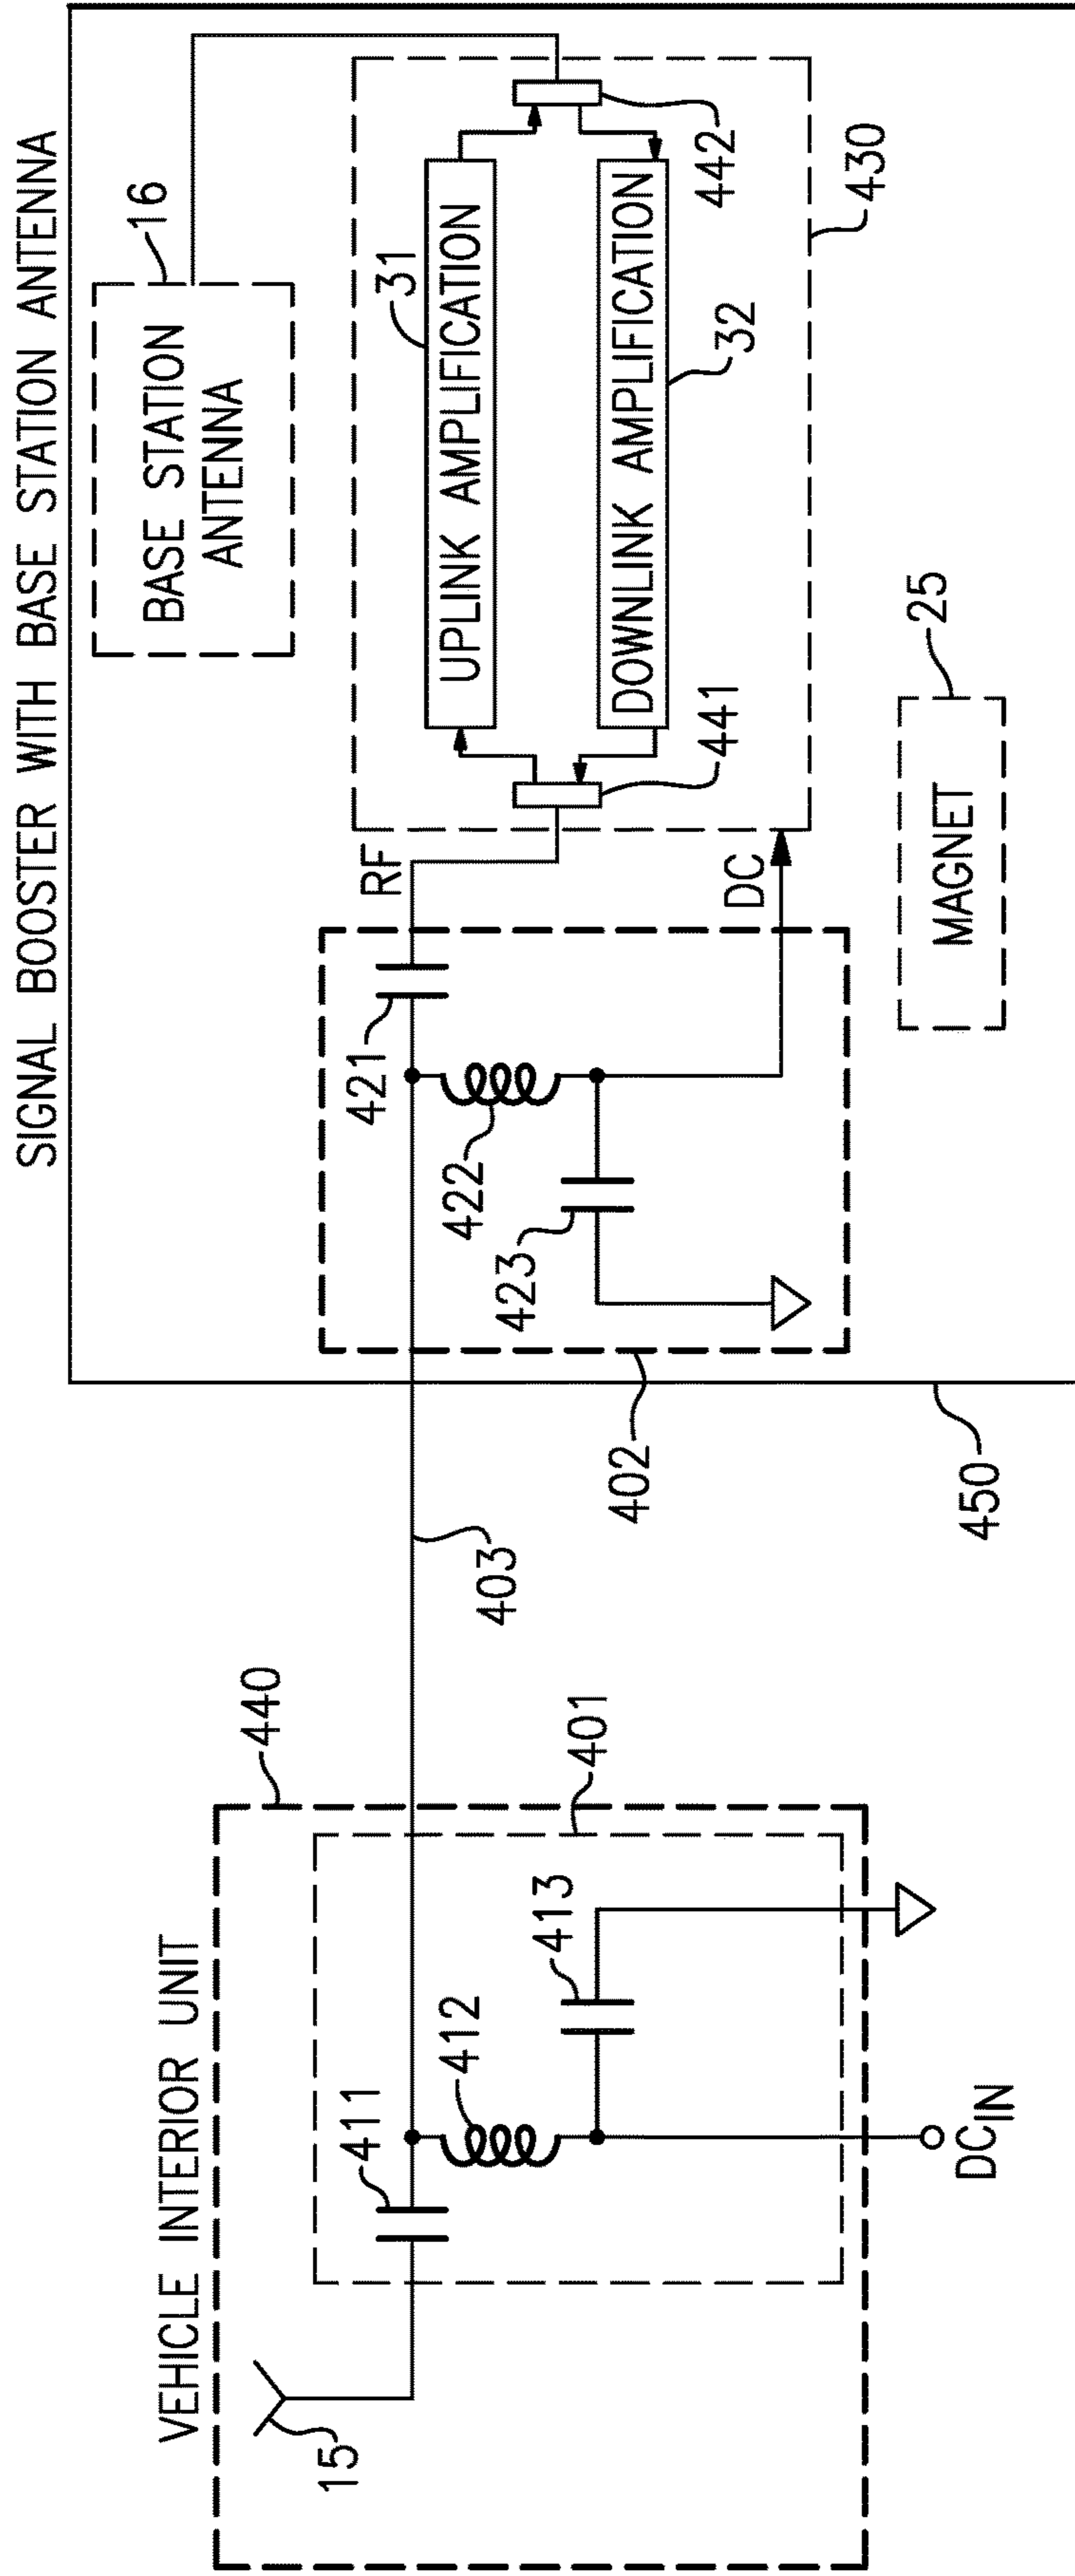 SIGNAL BOOSTER WITH BASE STATION ANTENNA
VEHICLE INTERIOR UNIT
440
15
411
412
413
401
DCIN
403
402
450
421
422
423
RF
DC
BASE STATION
ANTENNA
16
UPLINK AMPLIFICATION
31
DOWNLINK AMPLIFICATION
32
441
442
430
MAGNET
25